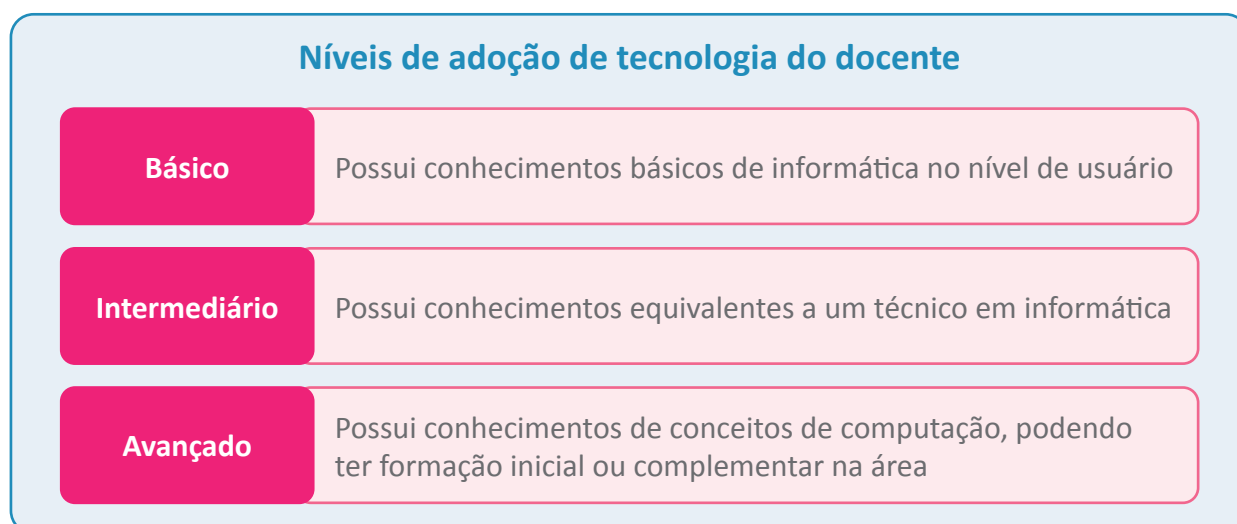 Níveis de adoção de tecnologia do docente
Básico
Possui conhecimentos básicos de informática no nível de usuário
Intermediário
Possui conhecimentos equivalentes a um técnico em informática
Avançado
Possui conhecimentos de conceitos de computação, podendo
ter formação inicial ou complementar na área